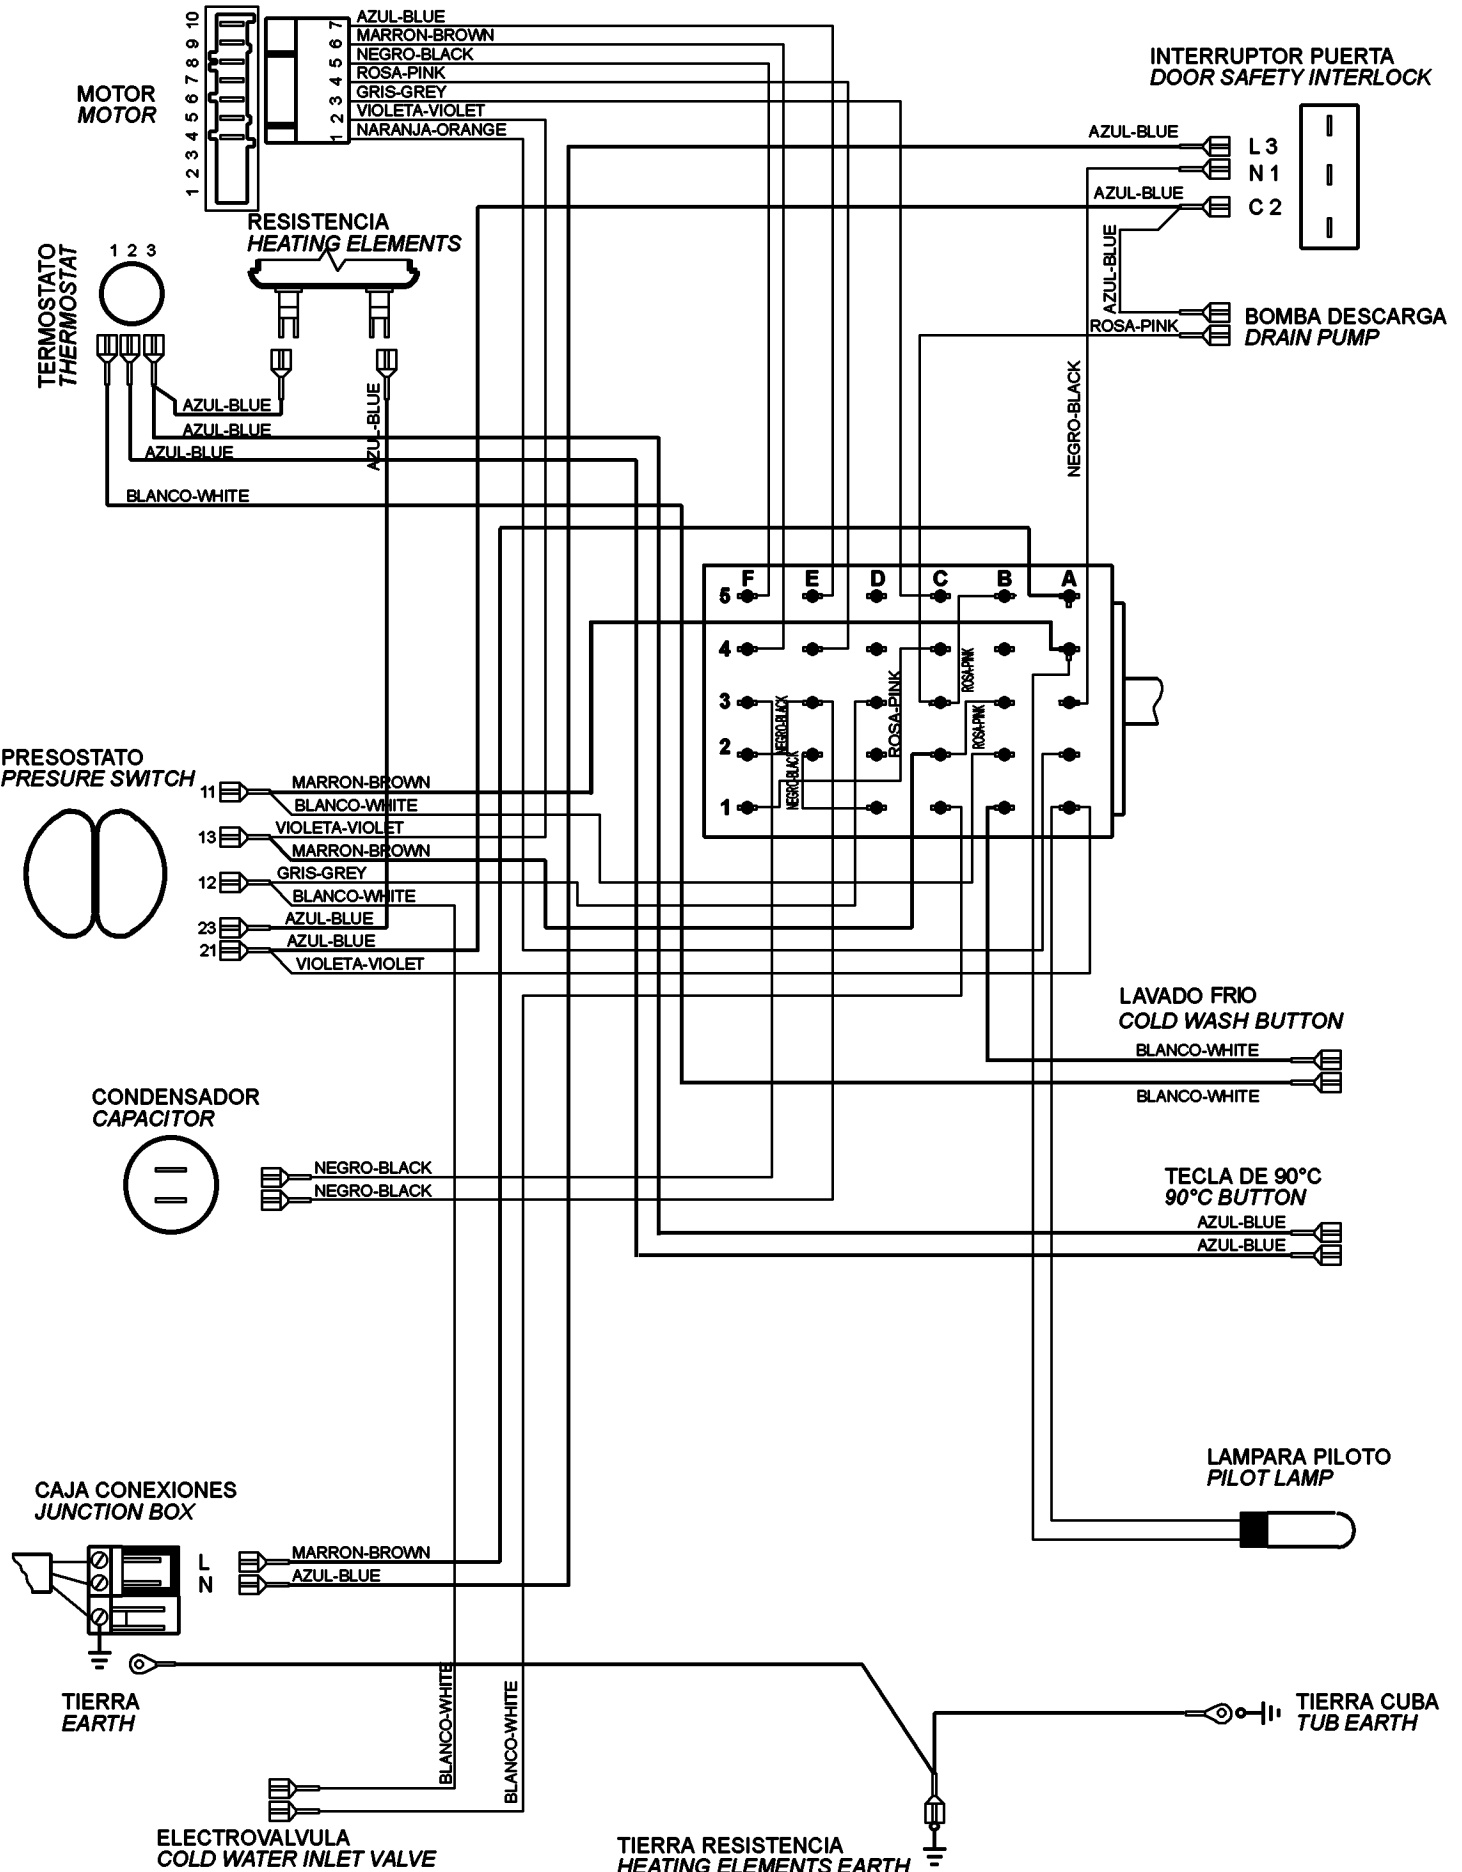 10
9
8
7
6
5
4
3
2
1
7
6
5
4
3
2
1
AZUL-BLUE
MARRON-BROWN
NEGRO-BLACK
ROSA-PINK
GRIS-GREY
VIOLETA-VIOLET
NARANJA-ORANGE
MOTOR
MOTOR
INTERRUPTOR PUERTA
DOOR SAFETY INTERLOCK
AZUL-BLUE
L 3
N 1
AZUL-BLUE
C 2
AZUL-BLUE
ROSA-PINK
BOMBA DESCARGA
DRAIN PUMP
NEGRO-BLACK
RESISTENCIA
HEATING ELEMENTS
TERMOSTATO
THERMOSTAT
1 2 3
AZUL-BLUE
AZUL-BLUE
AZUL-BLUE
AZUL-BLUE
BLANCO-WHITE
F E D C B A
5
4
3
2
1
ROSA-PINK
ROSA-PINK
ROSA-PINK
NEGRO-BLACK
NEGRO-BLACK
PRESOSTATO
PRESURE SWITCH
11
MARRON-BROWN
BLANCO-WHITE
13
VIOLETA-VIOLET
MARRON-BROWN
12
GRIS-GREY
BLANCO-WHITE
23
AZUL-BLUE
21
AZUL-BLUE
VIOLETA-VIOLET
LAVADO FRIO
COLD WASH BUTTON
BLANCO-WHITE
BLANCO-WHITE
CONDENSADOR
CAPACITOR
NEGRO-BLACK
NEGRO-BLACK
TECLA DE 90°C
90°C BUTTON
AZUL-BLUE
AZUL-BLUE
LAMPARA PILOTO
PILOT LAMP
CAJA CONEXIONES
JUNCTION BOX
L
N
MARRON-BROWN
AZUL-BLUE
TIERRA
EARTH
BLANCO-WHITE
BLANCO-WHITE
TIERRA CUBA
TUB EARTH
ELECTROVALVULA
COLD WATER INLET VALVE
TIERRA RESISTENCIA
HEATING ELEMENTS EARTH